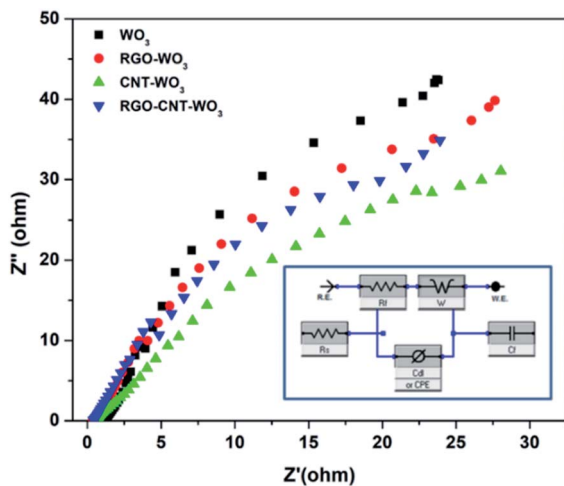 50
40
30
20
10
0
Z'' (ohm)
WO3
RGO-WO3
CNT-WO3
RGO-CNT-WO3
R.E.
Rf
W
W.E.
Rs
Cdl
or CPE
Cf
0
5
10
15
20
25
30
Z'(ohm)